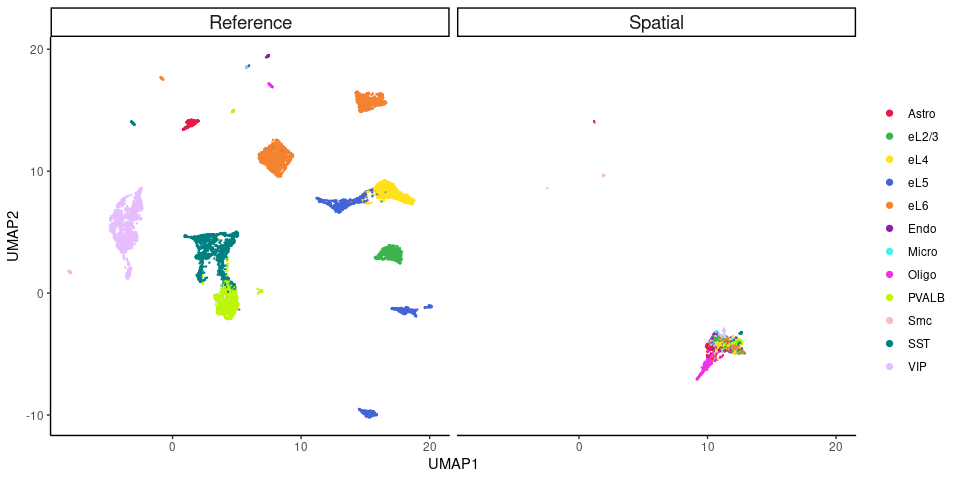 Reference
Spatial
UMAP2
20
10
0
-10
0
10
20
0
10
20
UMAP1
Astro
eL2/3
eL4
eL5
eL6
Endo
Micro
Oligo
PVALB
Smc
SST
VIP